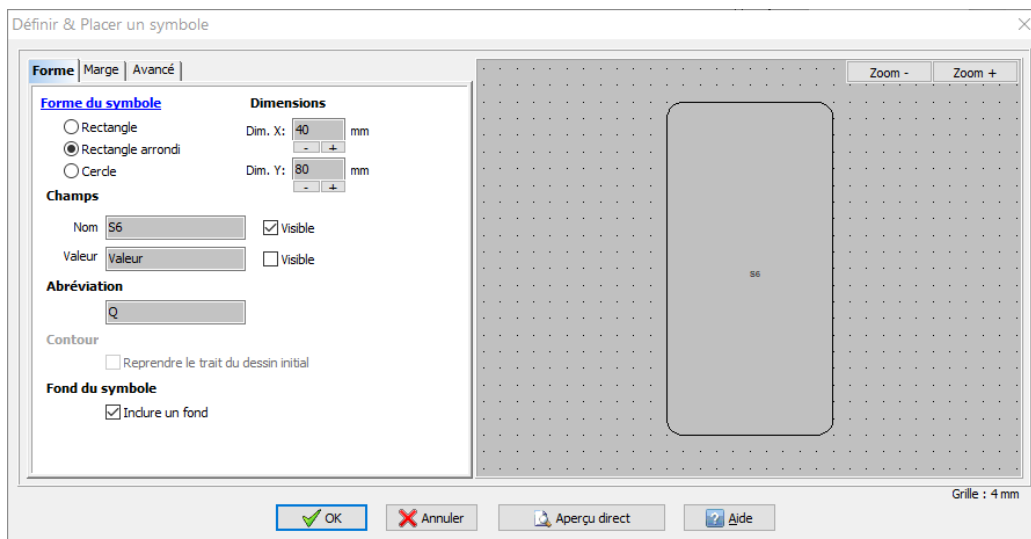 Définir & Placer un symbole
Forme Marge Avancé
Zoom - Zoom +
Forme du symbole Dimensions
Rectangle Dim. X: 40 mm
- +
Rectangle arrondi
Cercle Dim. Y: 80 mm
- +
Champs
Nom S6 Visible
Valeur Valeur Visible
S6
Abréviation
Q
Contour
Reprendre le trait du dessin initial
Fond du symbole
Inclure un fond
Grille : 4 mm
OK Annuler Aperçu direct Aide